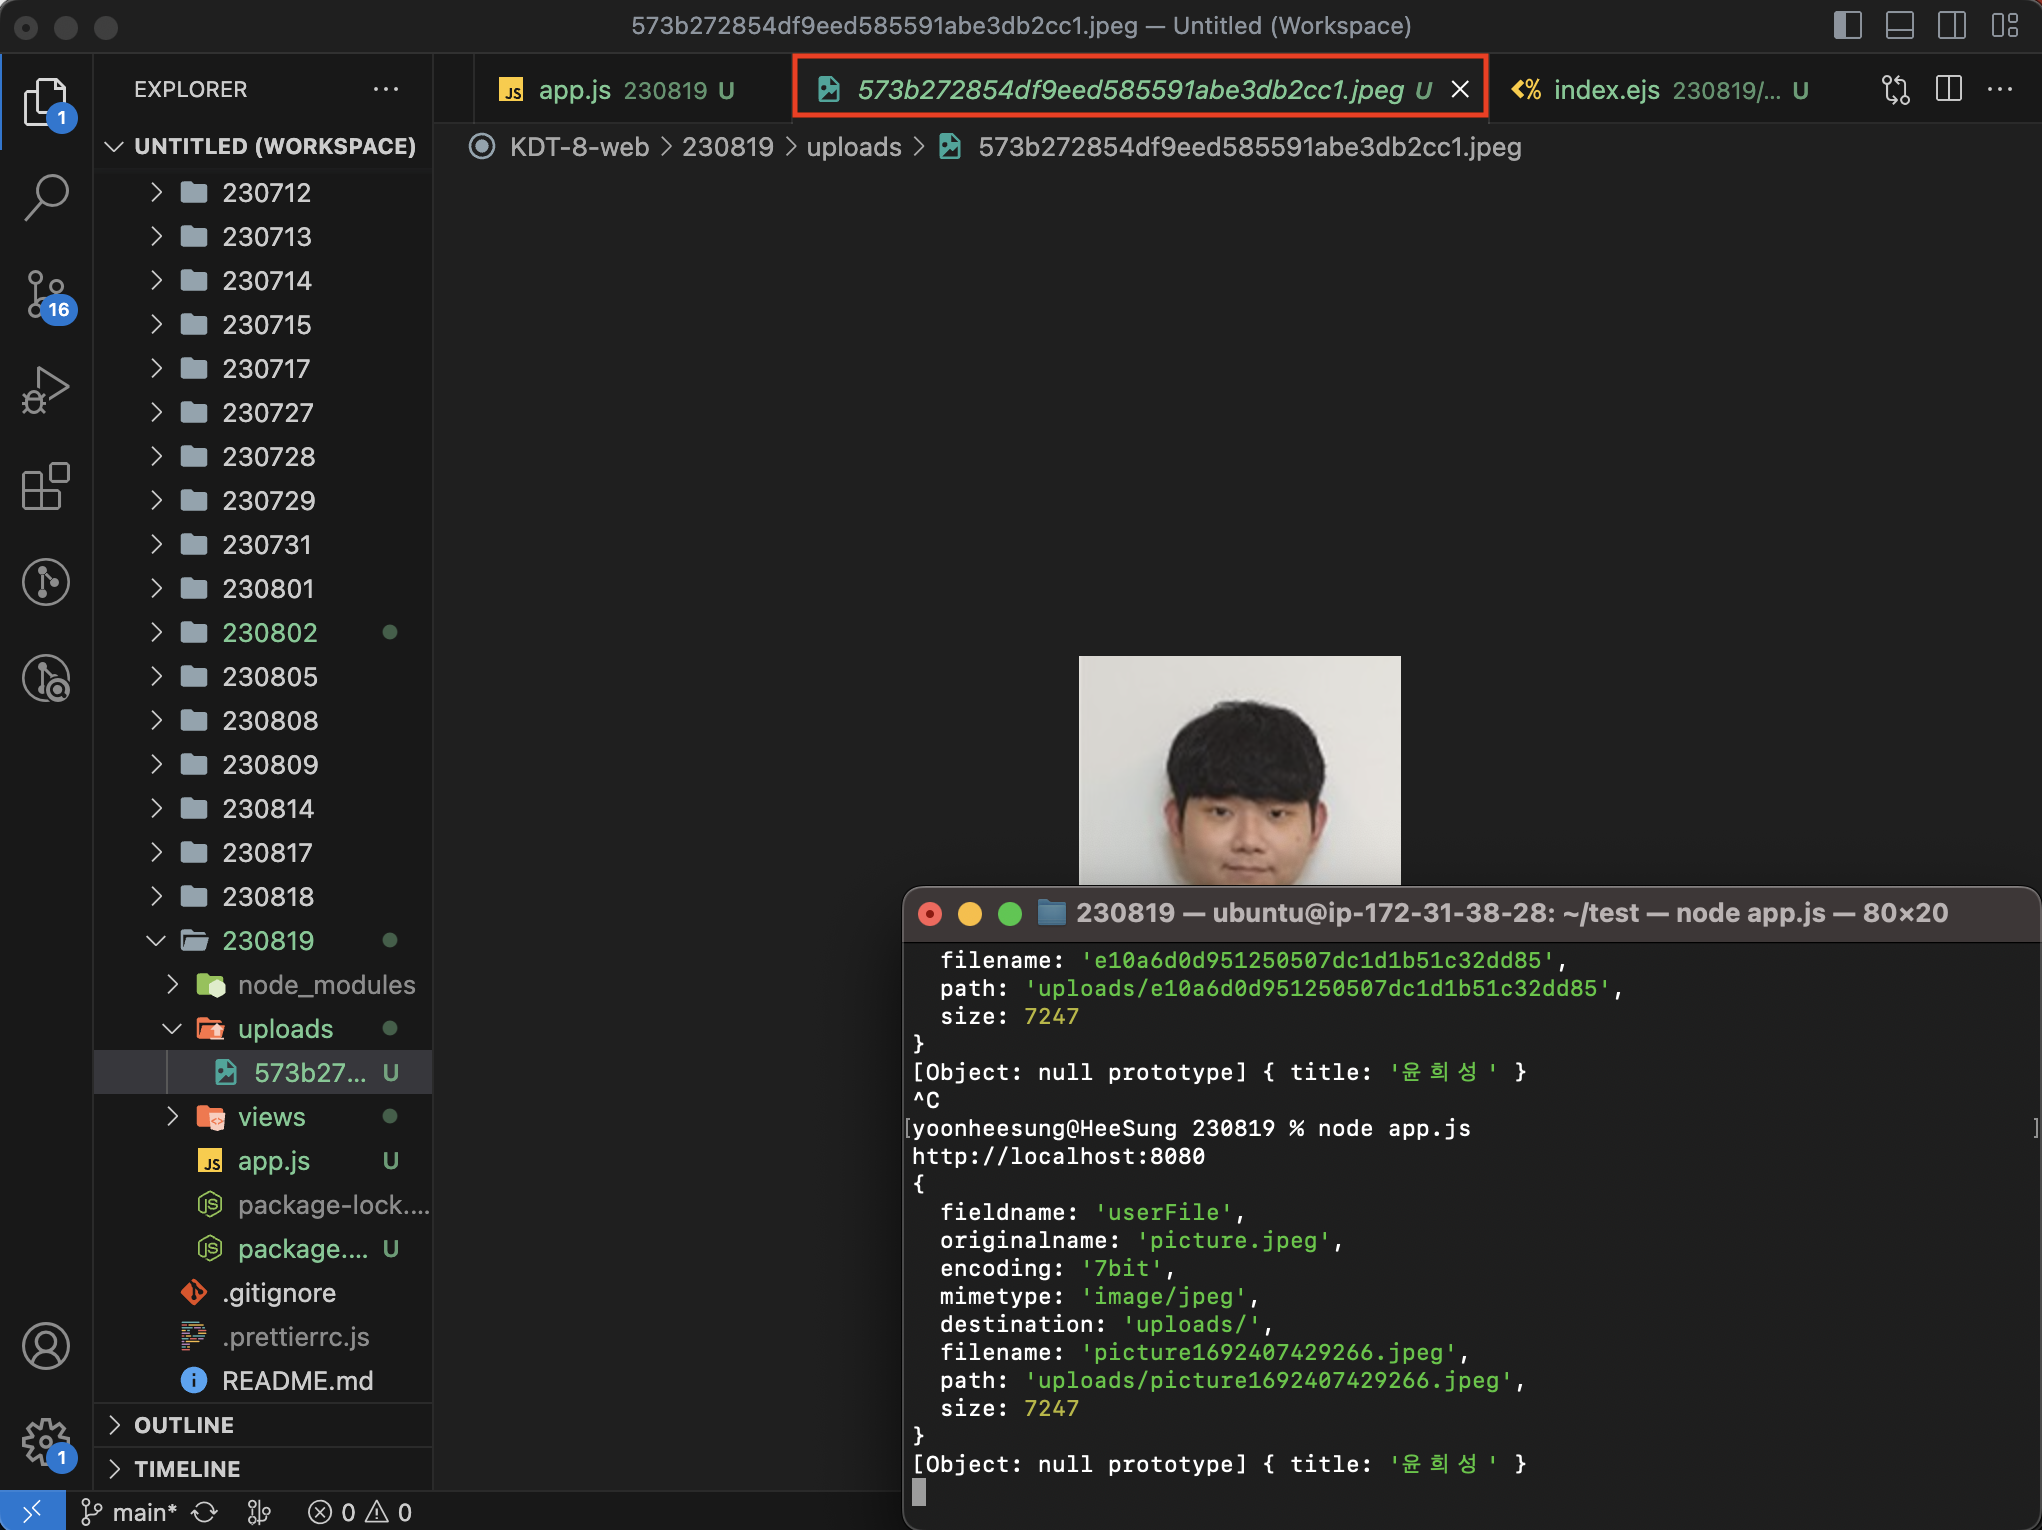 573b272854df9eed585591abe3db2cc1.jpeg — Untitled (Workspace)
EXPLORER
app.js 230819 U
573b272854df9eed585591abe3db2cc1.jpeg U
index.ejs 230819/... U
1
UNTITLED (WORKSPACE)
KDT-8-web > 230819 > uploads > 573b272854df9eed585591abe3db2cc1.jpeg
230712
230713
230714
16
230715
230717
230727
230728
230729
230731
230801
230802
230805
230808
230809
230814
230817
230818
230819
node_modules
uploads
573b27... U
views
app.js U
package-lock....
package.... U
.gitignore
.prettierrc.js
README.md
OUTLINE
1
TIMELINE
main* 0 0
230819 — ubuntu@ip-172-31-38-28: ~/test — node app.js — 80×20
filename: 'e10a6d0d951250507dc1d1b51c32dd85',
path: 'uploads/e10a6d0d951250507dc1d1b51c32dd85',
size: 7247
}
[Object: null prototype] { title: '윤희성' }
^C
[yoonheesung@HeeSung 230819 % node app.js ]
http://localhost:8080
{
fieldname: 'userFile',
originalname: 'picture.jpeg',
encoding: '7bit',
mimetype: 'image/jpeg',
destination: 'uploads/',
filename: 'picture1692407429266.jpeg',
path: 'uploads/picture1692407429266.jpeg',
size: 7247
}
[Object: null prototype] { title: '윤희성' }